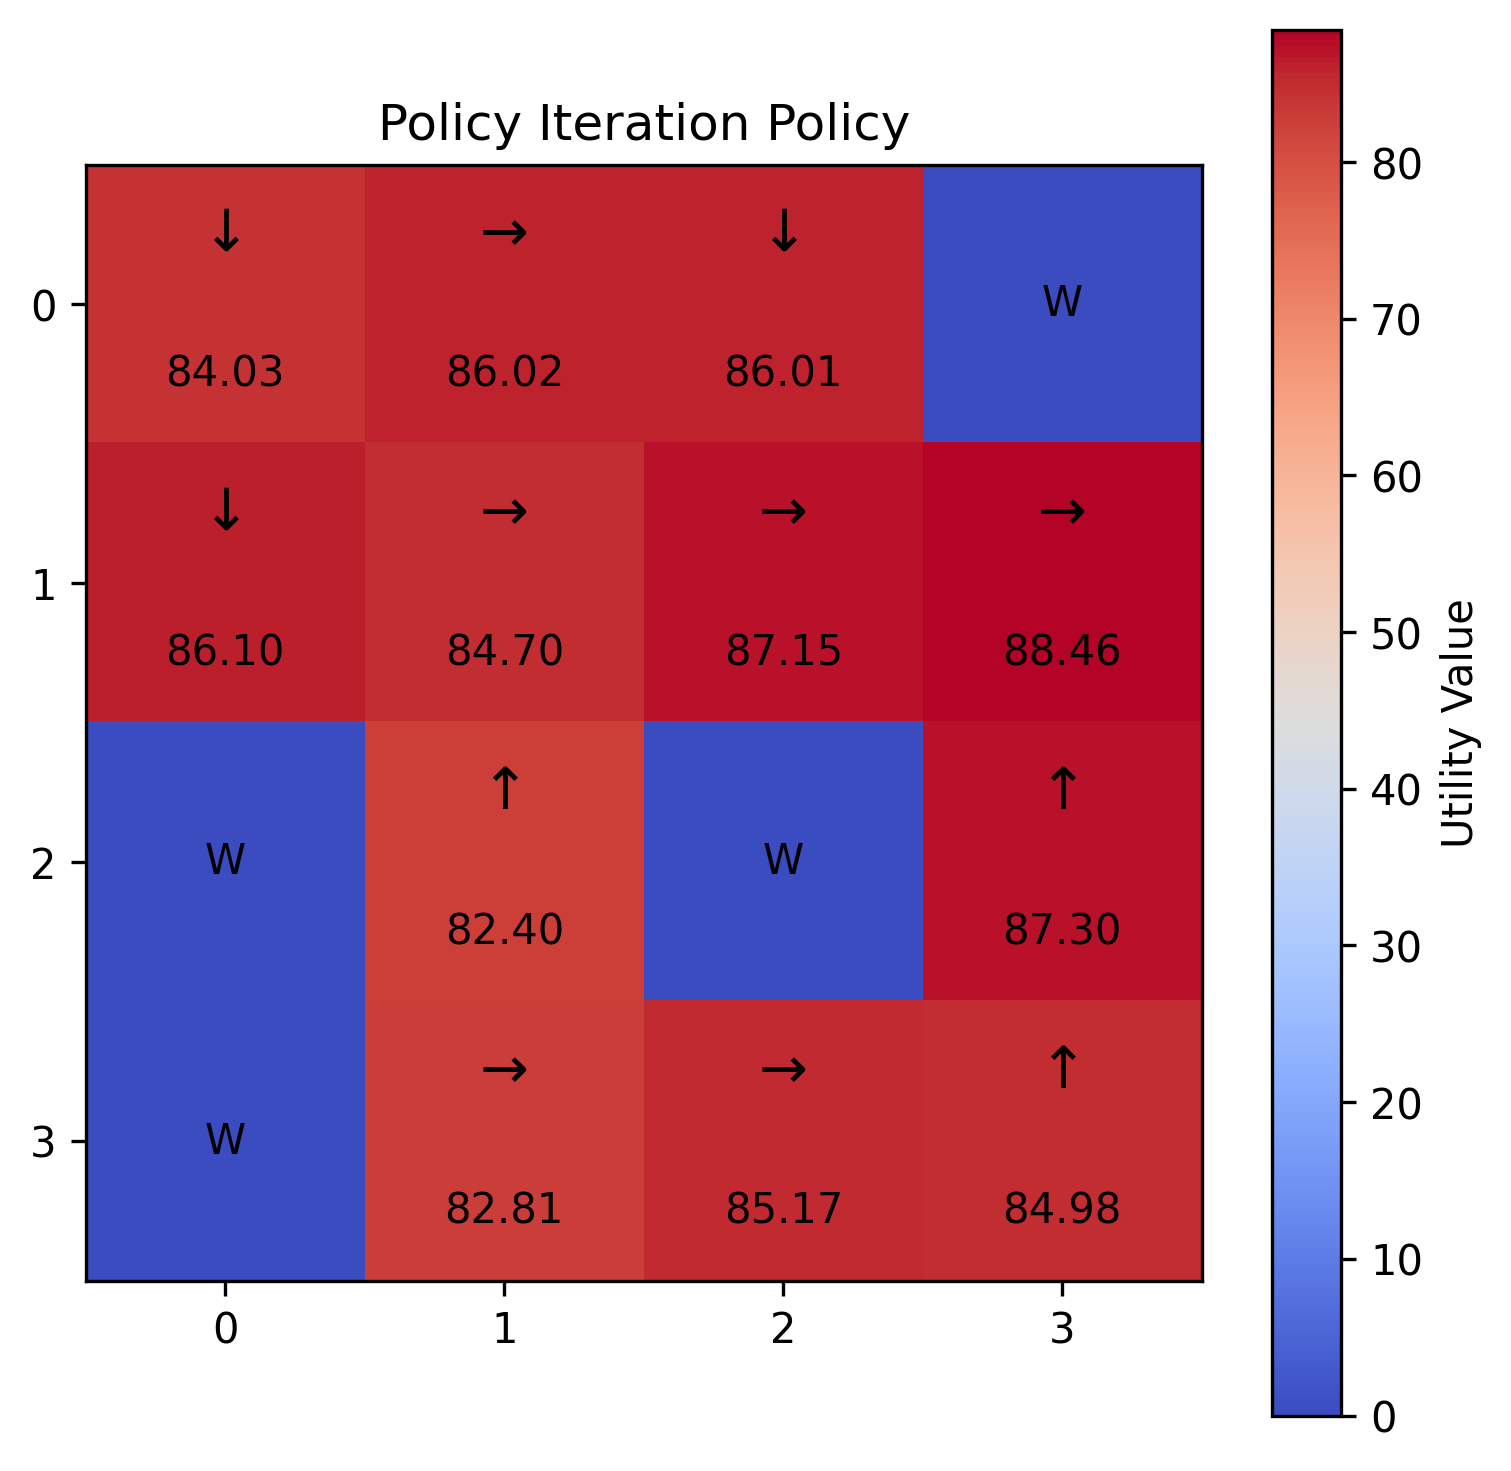 Policy Iteration Policy
↓ → ↓
W
84.03 86.02 86.01
↓ → → →
86.10 84.70 87.15 88.46
↑ ↑
W W
82.40 87.30
→ → ↑
W
82.81 85.17 84.98
0
1
2
3
0 1 2 3
80
70
60
50
40
30
20
10
0
Utility Value